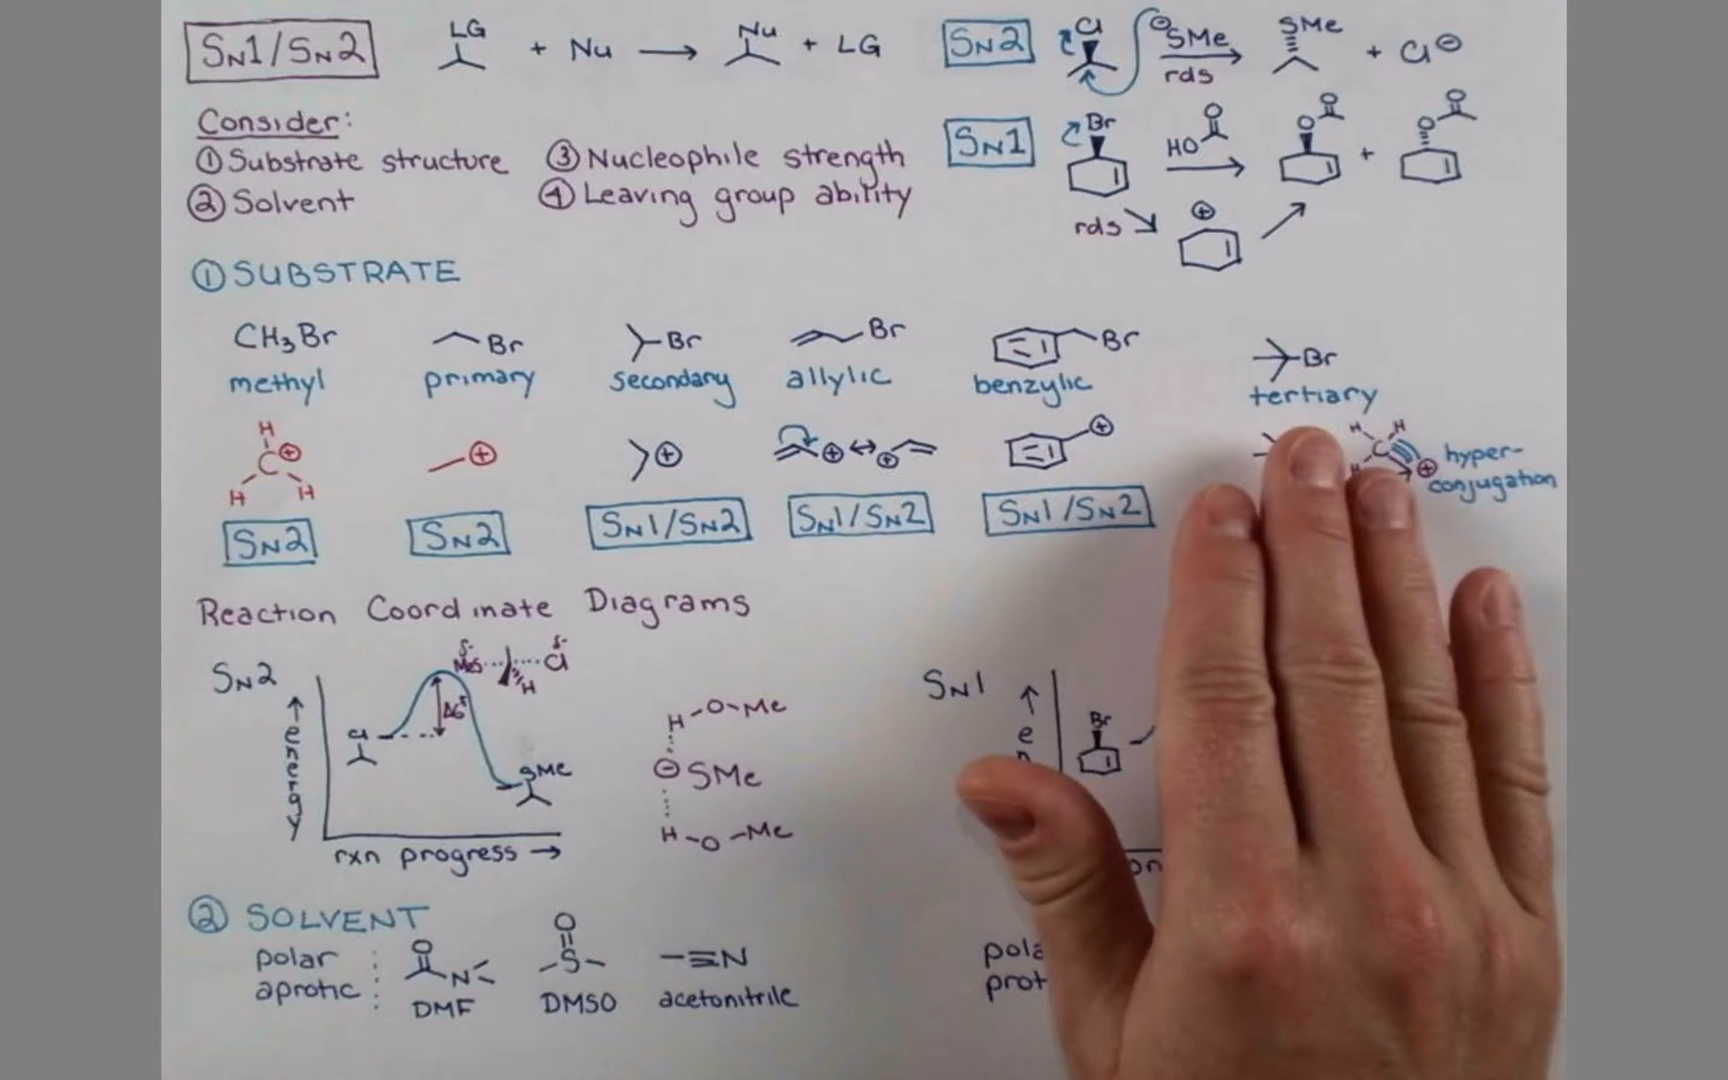 SN1/SN2
LG + Nu → Nu + LG
SN2 Cl ⊖SMe rds SMe + Cl⊖
Consider:
① Substrate structure
② Solvent
③ Nucleophile strength
④ Leaving group ability
SN1 Br HO O O O + O O
rds ⊕
① SUBSTRATE
CH3Br Br Br Br Br Br
methyl primary secondary allylic benzylic tertiary
H C⊕ H H ⊕ ⊕ ⊕ ↔ ⊕ ⊕ H H C ⊕ hyper-
conjugation
SN2 SN2 SN1/SN2 SN1/SN2 SN1/SN2
Reaction Coordinate Diagrams
SN2
energy
Cl
ΔG‡
δ- δ-
MeS Cl
H
SMe
rxn progress →
H-O-Me
⊖SMe
H-O-Me
SN1
Br
② SOLVENT
polar
aprotic
O N
DMF
O S
DMSO
N
acetonitrile